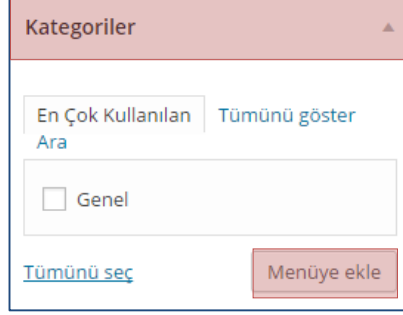 Kategoriler
En Çok Kullanılan Tümünü göster
Ara
Genel
Tümünü seç Menüye ekle